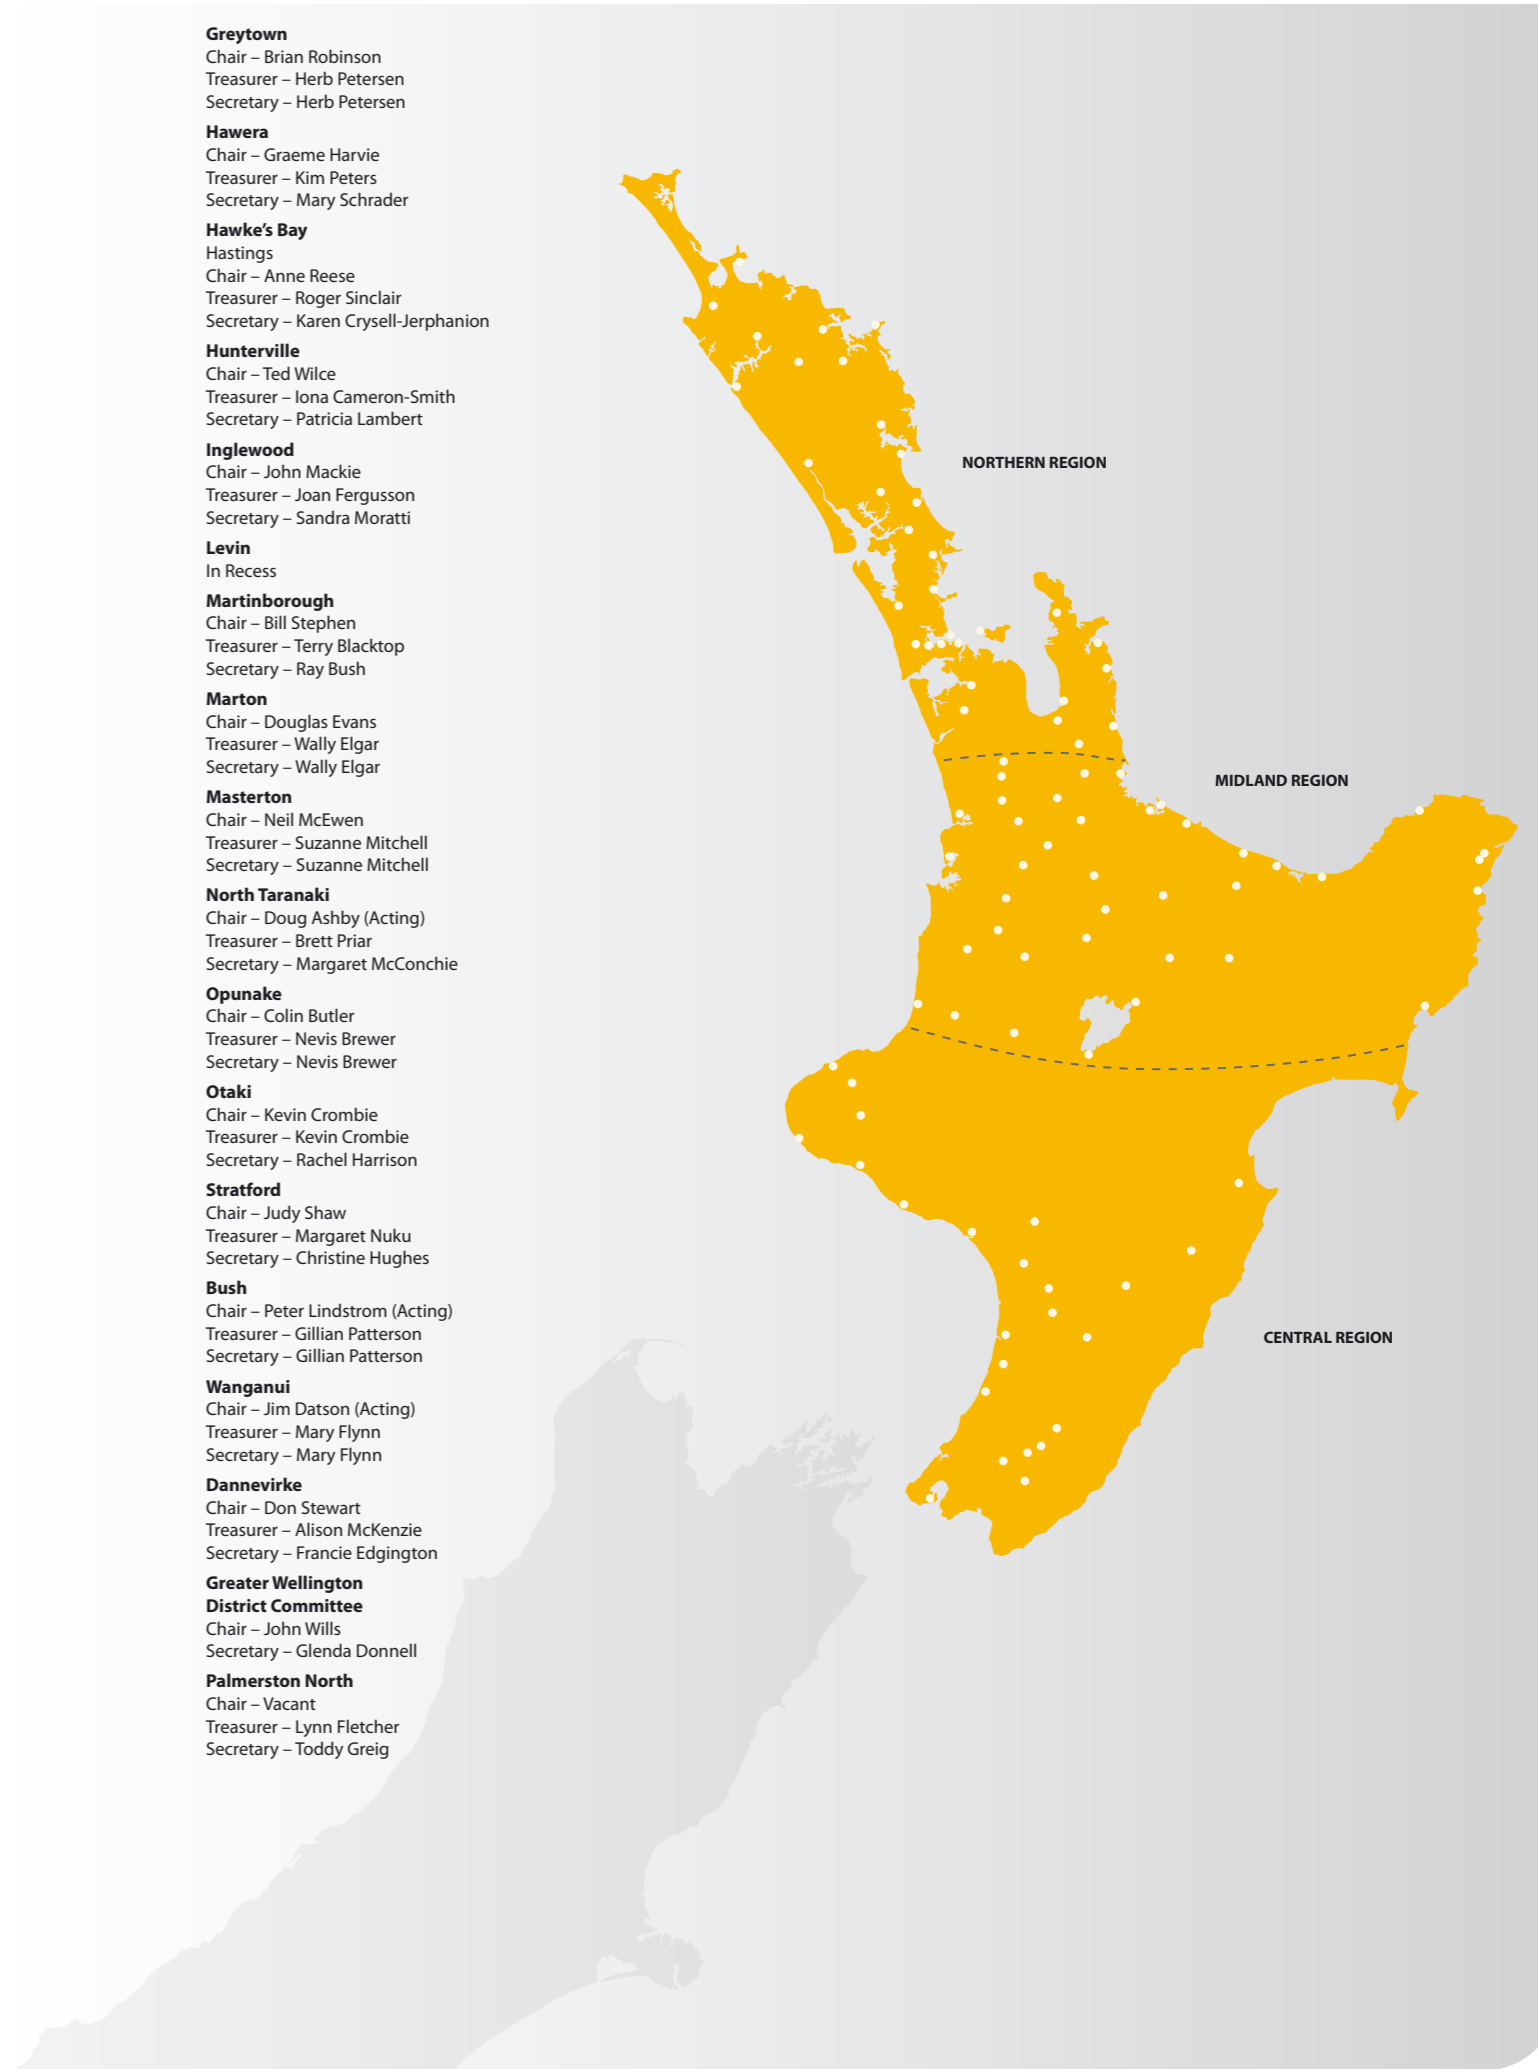 Greytown
Chair – Brian Robinson
Treasurer – Herb Petersen
Secretary – Herb Petersen
Hawera
Chair – Graeme Harvie
Treasurer – Kim Peters
Secretary – Mary Schrader
Hawke’s Bay
Hastings
Chair – Anne Reese
Treasurer – Roger Sinclair
Secretary – Karen Crysell-Jerphanion
Hunterville
Chair – Ted Wilce
Treasurer – Iona Cameron-Smith
Secretary – Patricia Lambert
Inglewood
Chair – John Mackie
Treasurer – Joan Fergusson
Secretary – Sandra Moratti
Levin
In Recess
Martinborough
Chair – Bill Stephen
Treasurer – Terry Blacktop
Secretary – Ray Bush
Marton
Chair – Douglas Evans
Treasurer – Wally Elgar
Secretary – Wally Elgar
Masterton
Chair – Neil McEwen
Treasurer – Suzanne Mitchell
Secretary – Suzanne Mitchell
North Taranaki
Chair – Doug Ashby (Acting)
Treasurer – Brett Priar
Secretary – Margaret McConchie
Opunake
Chair – Colin Butler
Treasurer – Nevis Brewer
Secretary – Nevis Brewer
Otaki
Chair – Kevin Crombie
Treasurer – Kevin Crombie
Secretary – Rachel Harrison
Stratford
Chair – Judy Shaw
Treasurer – Margaret Nuku
Secretary – Christine Hughes
Bush
Chair – Peter Lindstrom (Acting)
Treasurer – Gillian Patterson
Secretary – Gillian Patterson
Wanganui
Chair – Jim Datson (Acting)
Treasurer – Mary Flynn
Secretary – Mary Flynn
Dannevirke
Chair – Don Stewart
Treasurer – Alison McKenzie
Secretary – Francie Edgington
Greater Wellington
District Committee
Chair – John Wills
Secretary – Glenda Donnell
Palmerston North
Chair – Vacant
Treasurer – Lynn Fletcher
Secretary – Toddy Greig
NORTHERN REGION
MIDLAND REGION
CENTRAL REGION